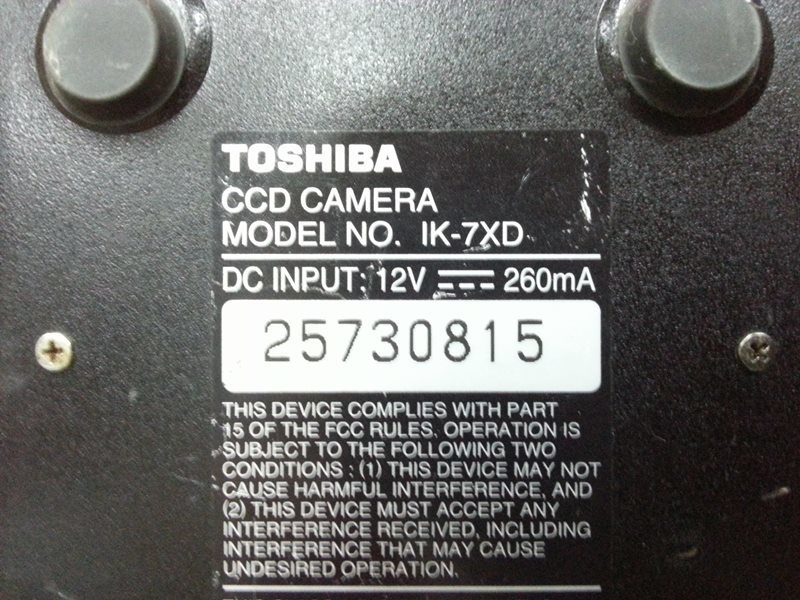 TOSHIBA
CCD CAMERA
MODEL NO. IK-7XD
DC INPUT: 12V ⎓ 260mA
25730815
THIS DEVICE COMPLIES WITH PART
15 OF THE FCC RULES. OPERATION IS
SUBJECT TO THE FOLLOWING TWO
CONDITIONS : (1) THIS DEVICE MAY NOT
CAUSE HARMFUL INTERFERENCE, AND
(2) THIS DEVICE MUST ACCEPT ANY
INTERFERENCE RECEIVED, INCLUDING
INTERFERENCE THAT MAY CAUSE
UNDESIRED OPERATION.